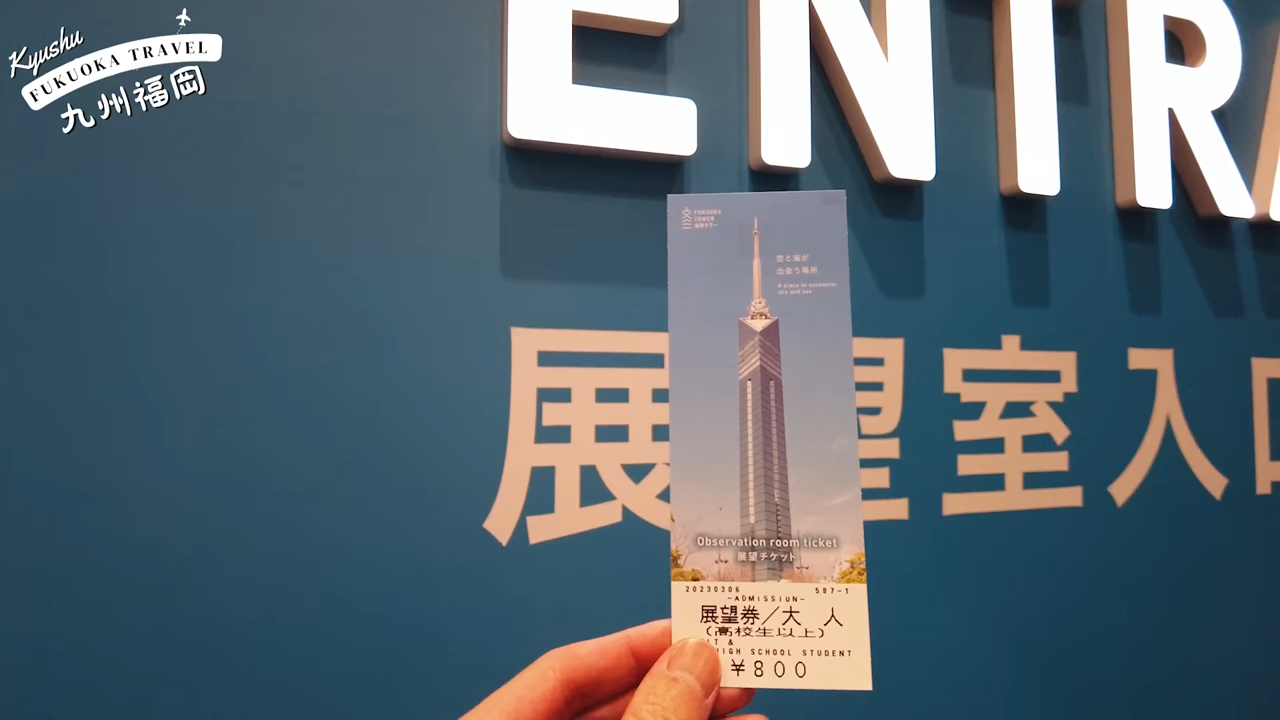 Kyushu
FUKUOKA TRAVEL
九州福岡
ENTRA
展望室入口
FUKUOKA
TOWER
福岡タワー
空と海が
出会う場所
A place to encounter
sky and sea
Observation room ticket
展望チケット
20230306 587-1
-ADMISSION-
展望券/大 人
(高校生以上)
LT &
HIGH SCHOOL STUDENT
¥800